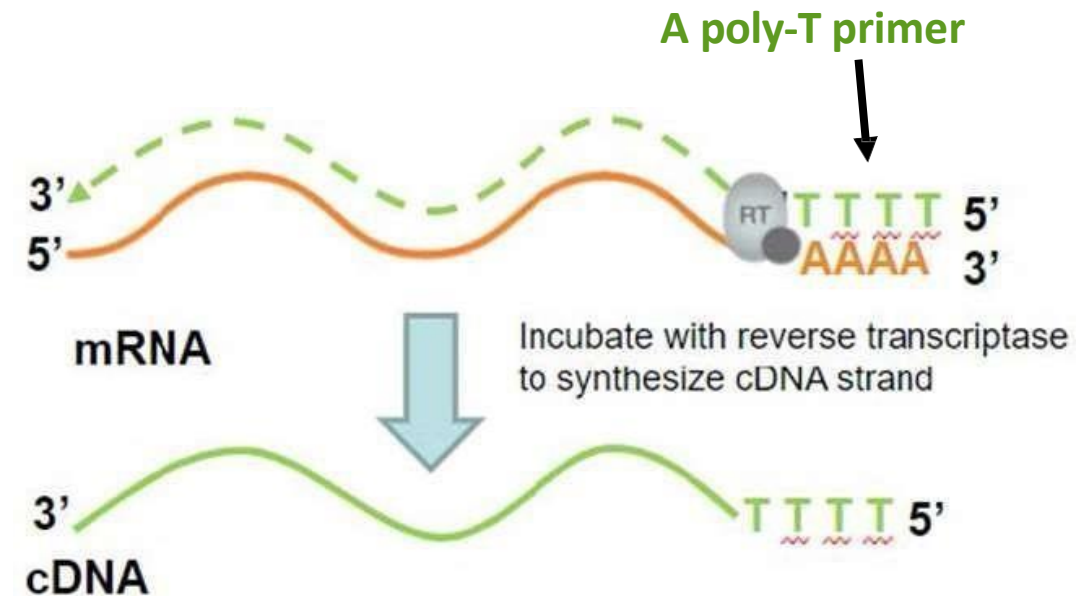 A poly-T primer
3’
RT
T T T T 5’
5’
AAAA 3’
mRNA
Incubate with reverse transcriptase
to synthesize cDNA strand
3’
T T T T 5’
cDNA